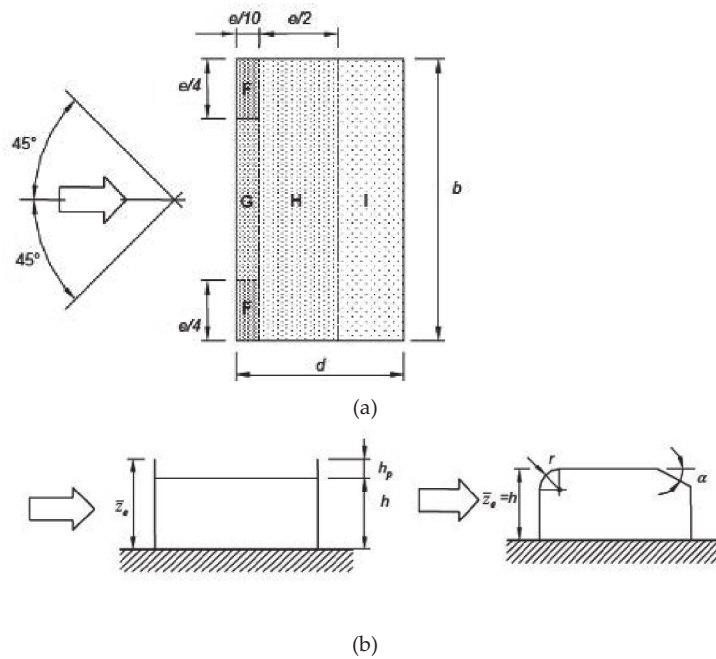 e/10 e/2
e/4
F
45°
G H I
b
45°
F
e/4
d
(a)
h_p
z̅_e
h
r
z̅_e =h
α
(b)